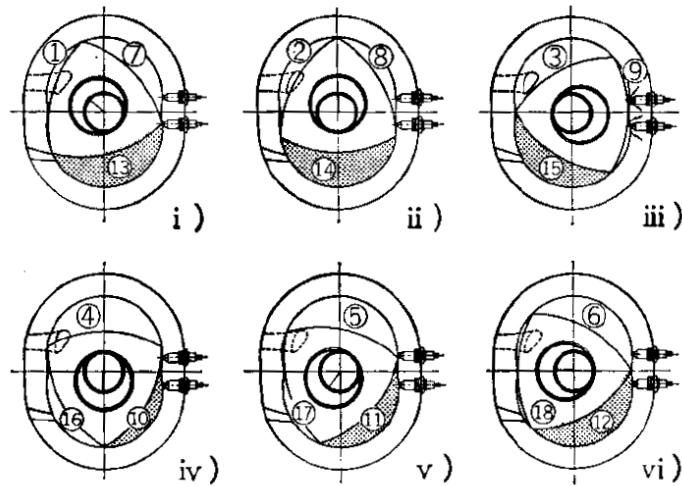 ① ⑦ ② ⑧ ③ ⑨
⑬ ⑭ ⑮
i) ii) iii)
④ ⑤ ⑥
⑯ ⑩ ⑰ ⑪ ⑱ ⑫
iv) v) vi)